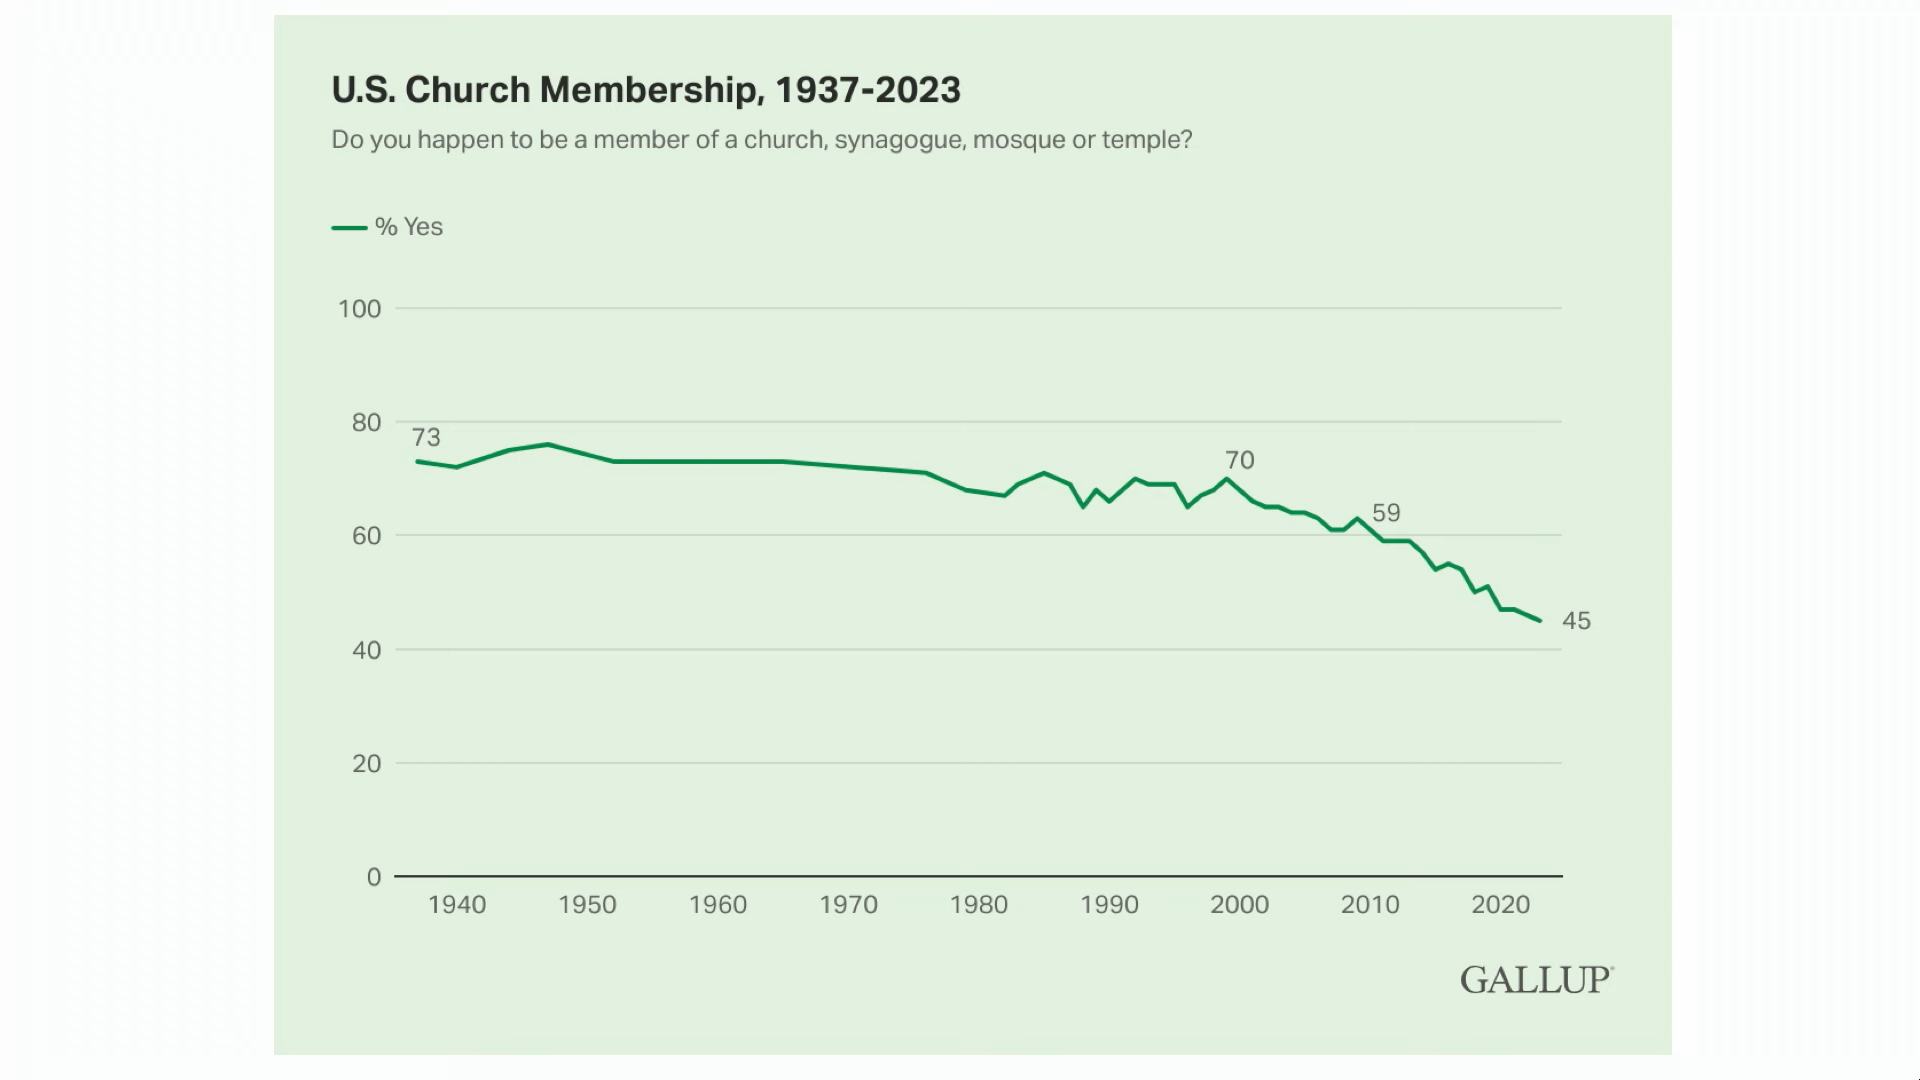 U.S. Church Membership, 1937-2023
Do you happen to be a member of a church, synagogue, mosque or temple?
% Yes
100
80
73
70
59
60
45
40
20
0
1940 1950 1960 1970 1980 1990 2000 2010 2020
GALLUP®